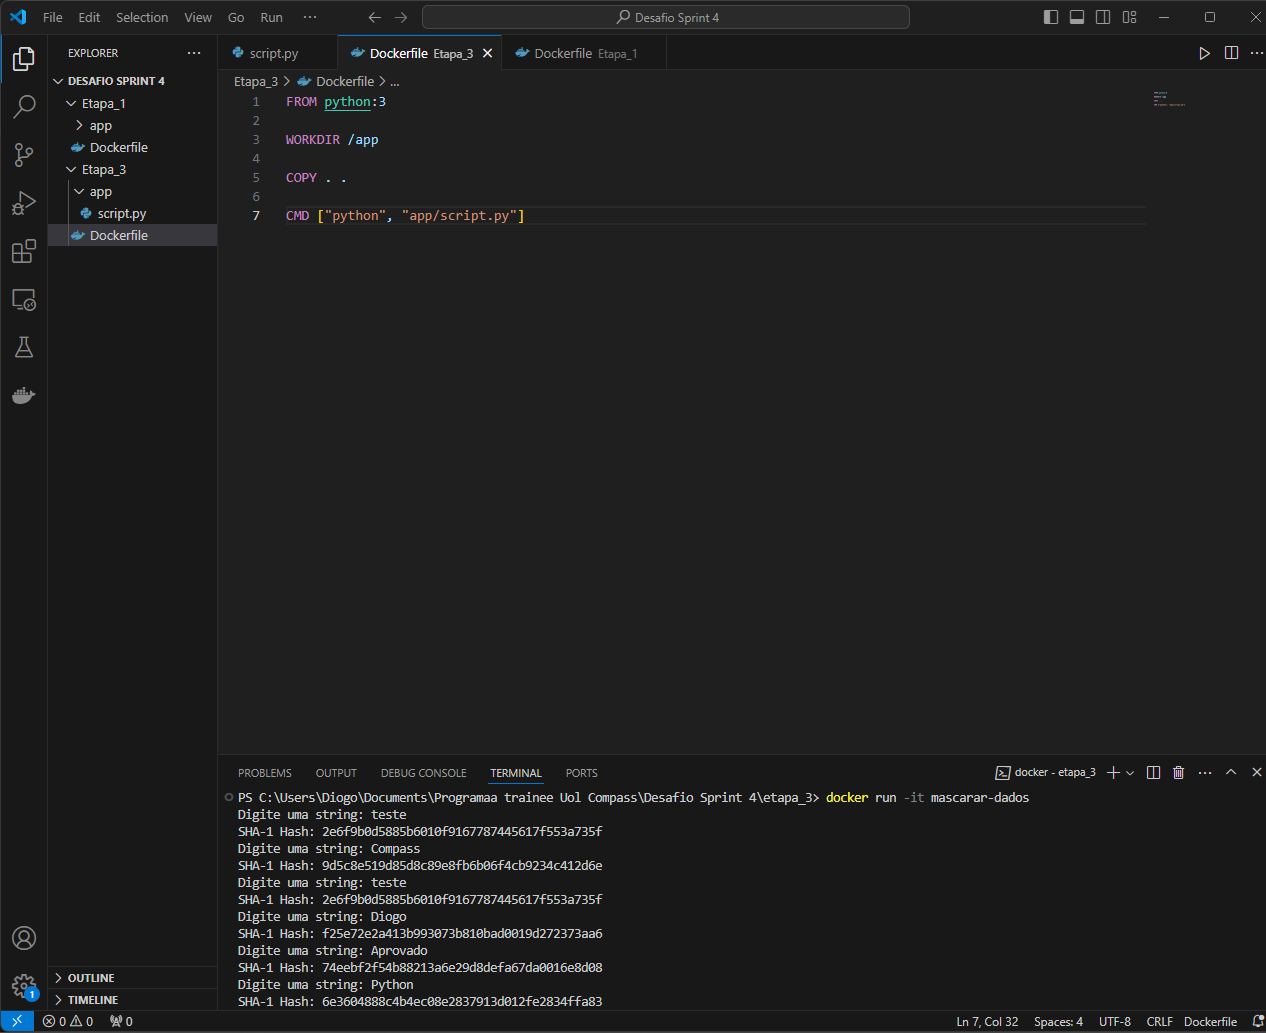 File Edit Selection View Go Run ··· Desafio Sprint 4
EXPLORER ···
DESAFIO SPRINT 4
Etapa_1
app
Dockerfile
Etapa_3
app
script.py
Dockerfile
OUTLINE
TIMELINE
script.py Dockerfile Etapa_3 Dockerfile Etapa_1
Etapa_3 > Dockerfile > ...
1 FROM python:3
2
3 WORKDIR /app
4
5 COPY . .
6
7 CMD ["python", "app/script.py"]
PROBLEMS OUTPUT DEBUG CONSOLE TERMINAL PORTS docker - etapa_3
PS C:\Users\Diogo\Documents\Programaa trainee Uol Compass\Desafio Sprint 4\etapa_3> docker run -it mascarar-dados
Digite uma string: teste
SHA-1 Hash: 2e6f9b0d5885b6010f9167787445617f553a735f
Digite uma string: Compass
SHA-1 Hash: 9d5c8e519d85d8c89e8fb6b06f4cb9234c412d6e
Digite uma string: teste
SHA-1 Hash: 2e6f9b0d5885b6010f9167787445617f553a735f
Digite uma string: Diogo
SHA-1 Hash: f25e72e2a413b993073b810bad0019d272373aa6
Digite uma string: Aprovado
SHA-1 Hash: 74eebf2f54b88213a6e29d8defa67da0016e8d08
Digite uma string: Python
SHA-1 Hash: 6e3604888c4b4ec08e2837913d012fe2834ffa83
1
0 0 0 Ln 7, Col 32 Spaces: 4 UTF-8 CRLF Dockerfile